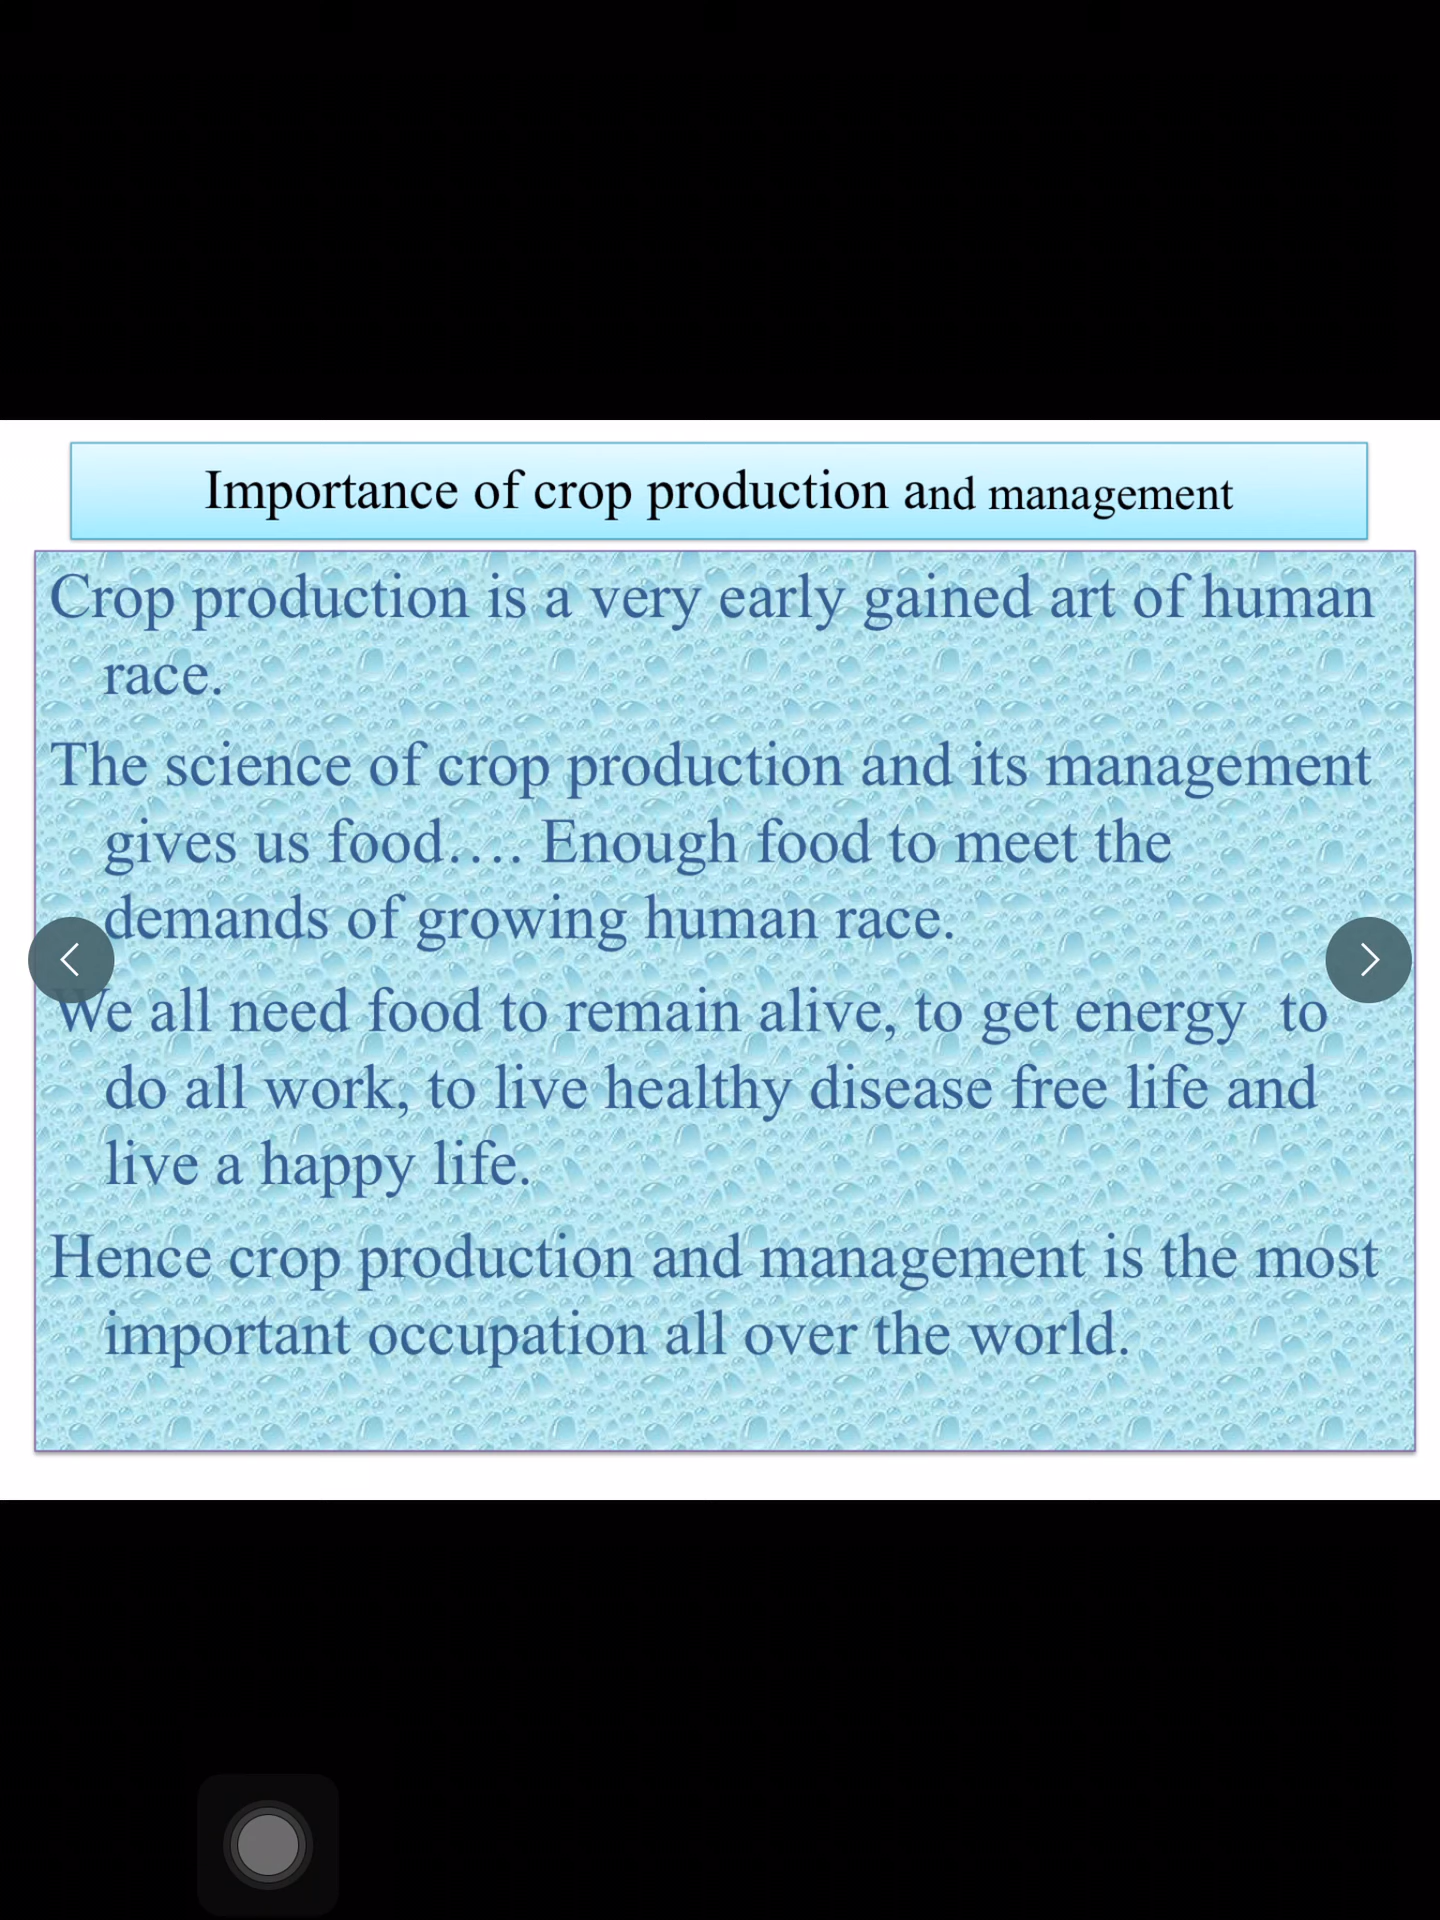 Importance of crop production and management
Crop production is a very early gained art of human
race.
The science of crop production and its management
gives us food.... Enough food to meet the
demands of growing human race.
We all need food to remain alive, to get energy  to
do all work, to live healthy disease free life and
live a happy life.
Hence crop production and management is the most
important occupation all over the world.